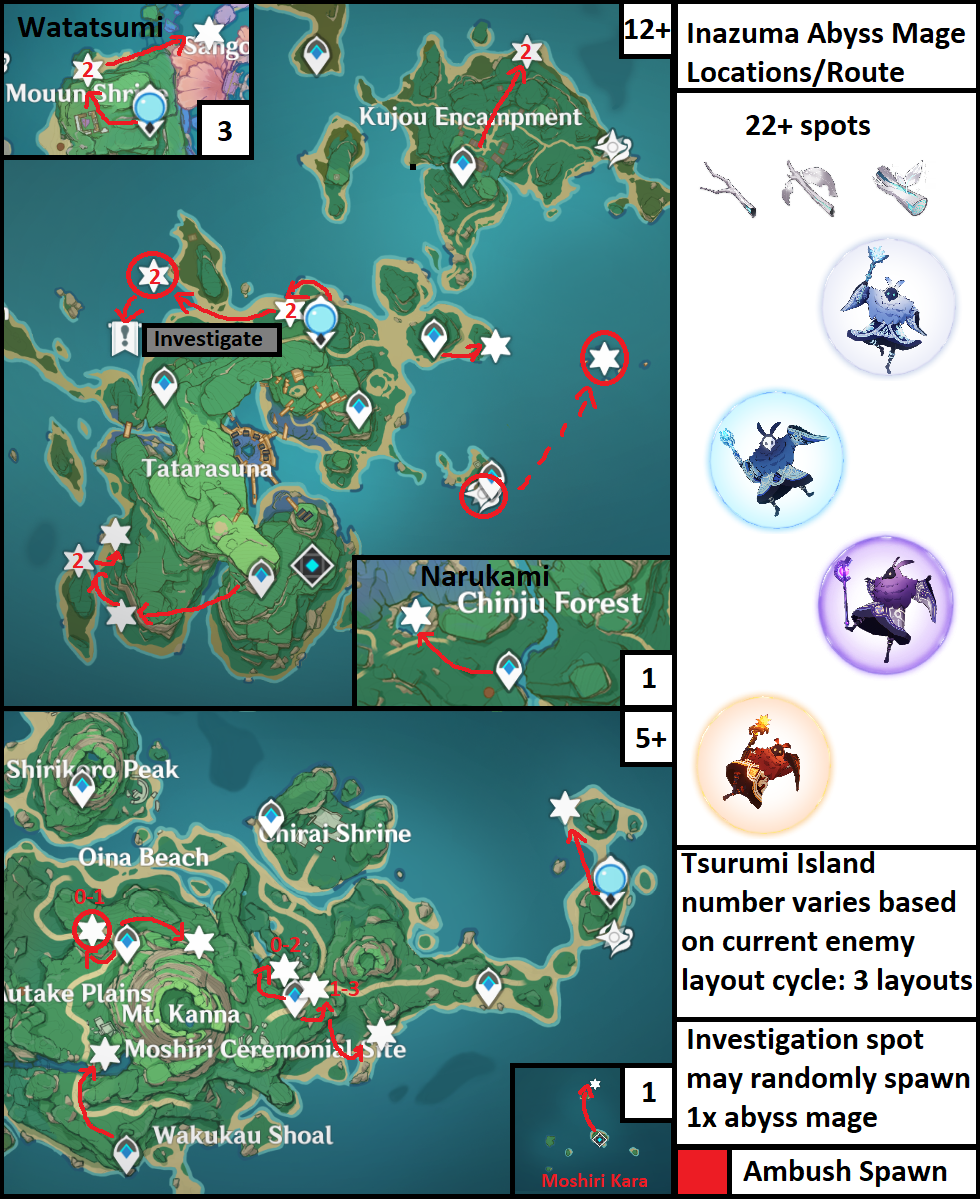 Watatsumi
Sango
2
Mouun Shrine
3
12+
2
Kujou Encampment
2
2
Investigate
Tatarasuna
2
Narukami
Chinju Forest
1
5+
Shirikoro Peak
Chirai Shrine
Oina Beach
0-1
0-2
1-3
autake Plains
Mt. Kanna
Moshiri Ceremonial Site
Wakukau Shoal
1
Moshiri Kara
Inazuma Abyss Mage
Locations/Route
22+ spots
Tsurumi Island
number varies based
on current enemy
layout cycle: 3 layouts
Investigation spot
may randomly spawn
1x abyss mage
Ambush Spawn